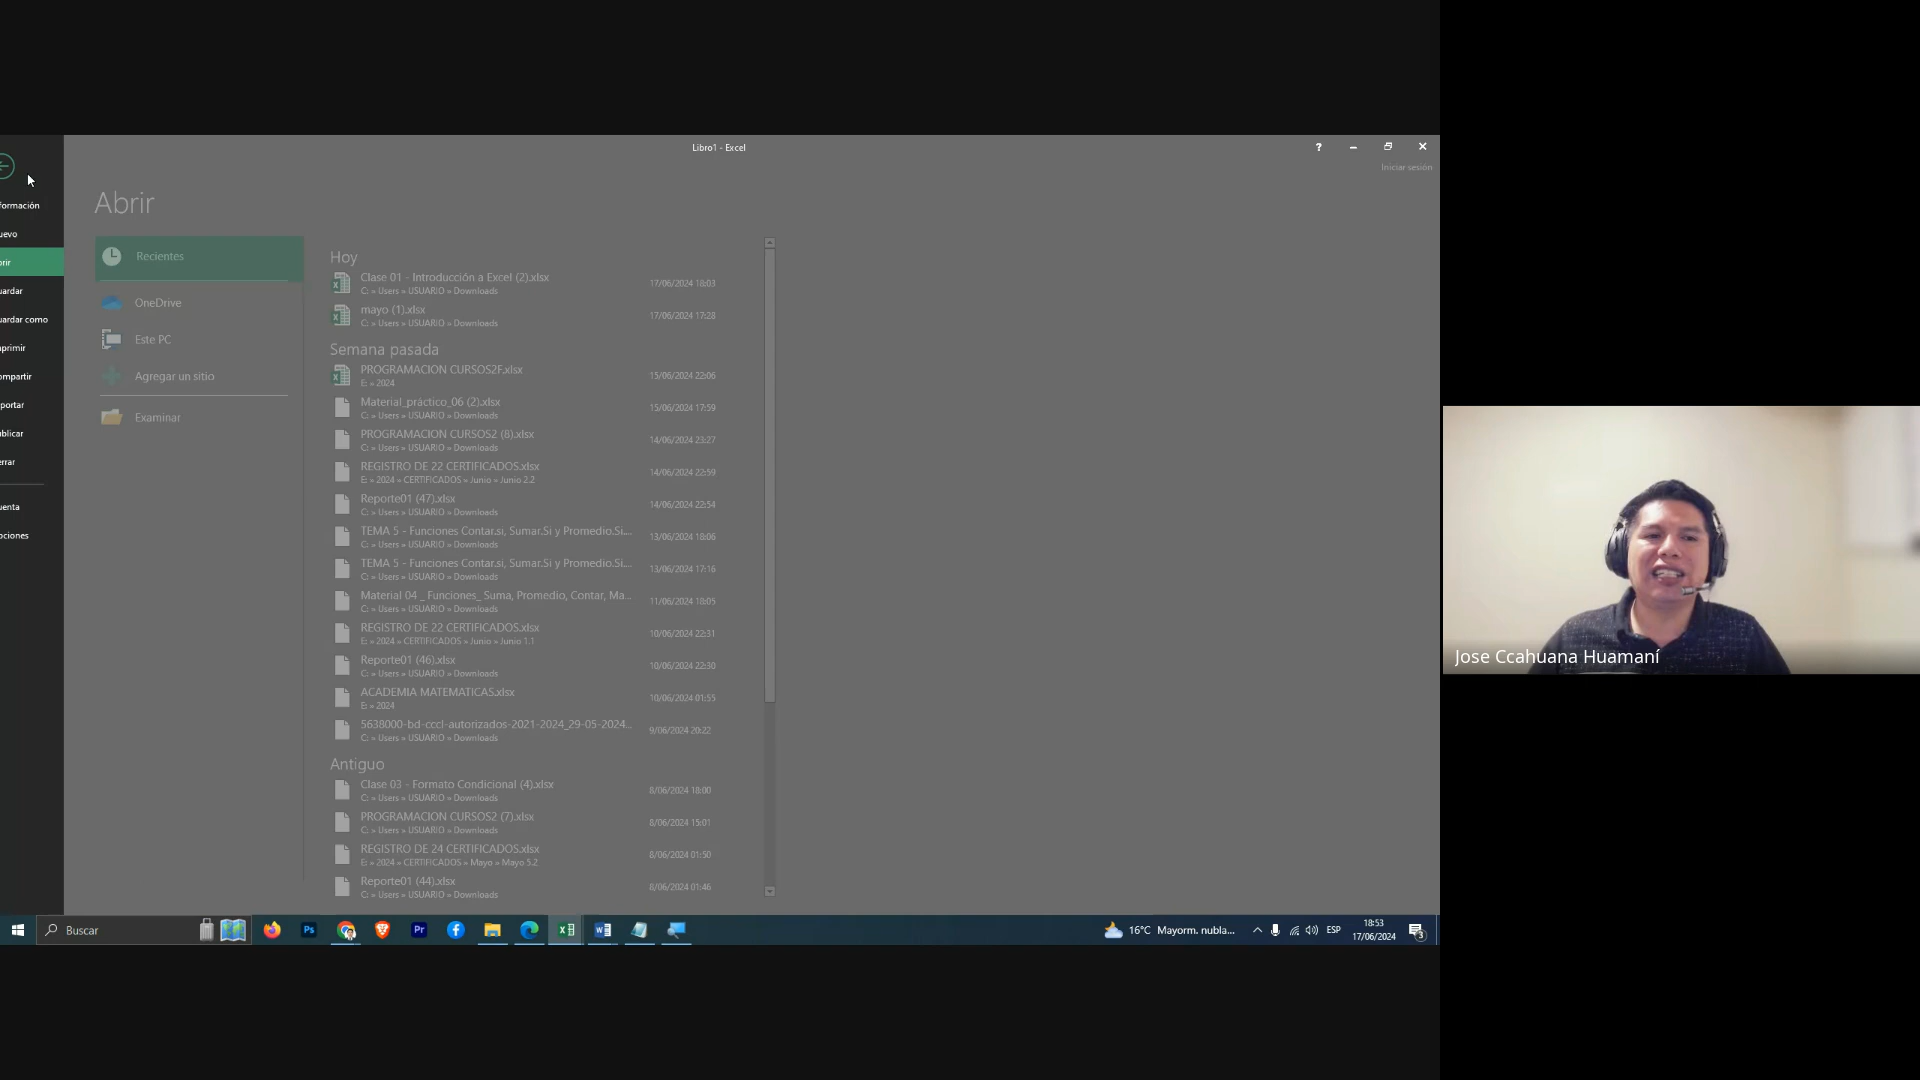 Libro1 - Excel
?
Iniciar sesión
formación
uevo
brir
uardar
uardar como
mprimir
ompartir
portar
ublicar
errar
uenta
pciones
Abrir
Recientes
OneDrive
Este PC
Agregar un sitio
Examinar
Hoy
Clase 01 - Introducción a Excel (2).xlsx
C: » Users » USUARIO » Downloads
17/06/2024 18:03
mayo (1).xlsx
C: » Users » USUARIO » Downloads
17/06/2024 17:28
Semana pasada
PROGRAMACION CURSOS2F.xlsx
E: » 2024
15/06/2024 22:06
Material_práctico_06 (2).xlsx
C: » Users » USUARIO » Downloads
15/06/2024 17:59
PROGRAMACION CURSOS2 (8).xlsx
C: » Users » USUARIO » Downloads
14/06/2024 23:27
REGISTRO DE 22 CERTIFICADOS.xlsx
E: » 2024 » CERTIFICADOS » Junio » Junio 2.2
14/06/2024 22:59
Reporte01 (47).xlsx
C: » Users » USUARIO » Downloads
14/06/2024 22:54
TEMA 5 - Funciones Contar.si, Sumar.Si y Promedio.Si....
C: » Users » USUARIO » Downloads
13/06/2024 18:06
TEMA 5 - Funciones Contar.si, Sumar.Si y Promedio.Si....
C: » Users » USUARIO » Downloads
13/06/2024 17:16
Material 04 _ Funciones_ Suma, Promedio, Contar, Ma...
C: » Users » USUARIO » Downloads
11/06/2024 18:05
REGISTRO DE 22 CERTIFICADOS.xlsx
E: » 2024 » CERTIFICADOS » Junio » Junio 1.1
10/06/2024 22:31
Reporte01 (46).xlsx
C: » Users » USUARIO » Downloads
10/06/2024 22:30
ACADEMIA MATEMATICAS.xlsx
E: » 2024
10/06/2024 01:55
5638000-bd-cccl-autorizados-2021-2024_29-05-2024...
C: » Users » USUARIO » Downloads
9/06/2024 20:22
Antiguo
Clase 03 - Formato Condicional (4).xlsx
C: » Users » USUARIO » Downloads
8/06/2024 18:00
PROGRAMACION CURSOS2 (7).xlsx
C: » Users » USUARIO » Downloads
8/06/2024 15:01
REGISTRO DE 24 CERTIFICADOS.xlsx
E: » 2024 » CERTIFICADOS » Mayo » Mayo 5.2
8/06/2024 01:50
Reporte01 (44).xlsx
C: » Users » USUARIO » Downloads
8/06/2024 01:46
Jose Ccahuana Huamaní
Buscar
Ps
Pr
16°C Mayorm. nubla...
ESP
18:53
17/06/2024
3